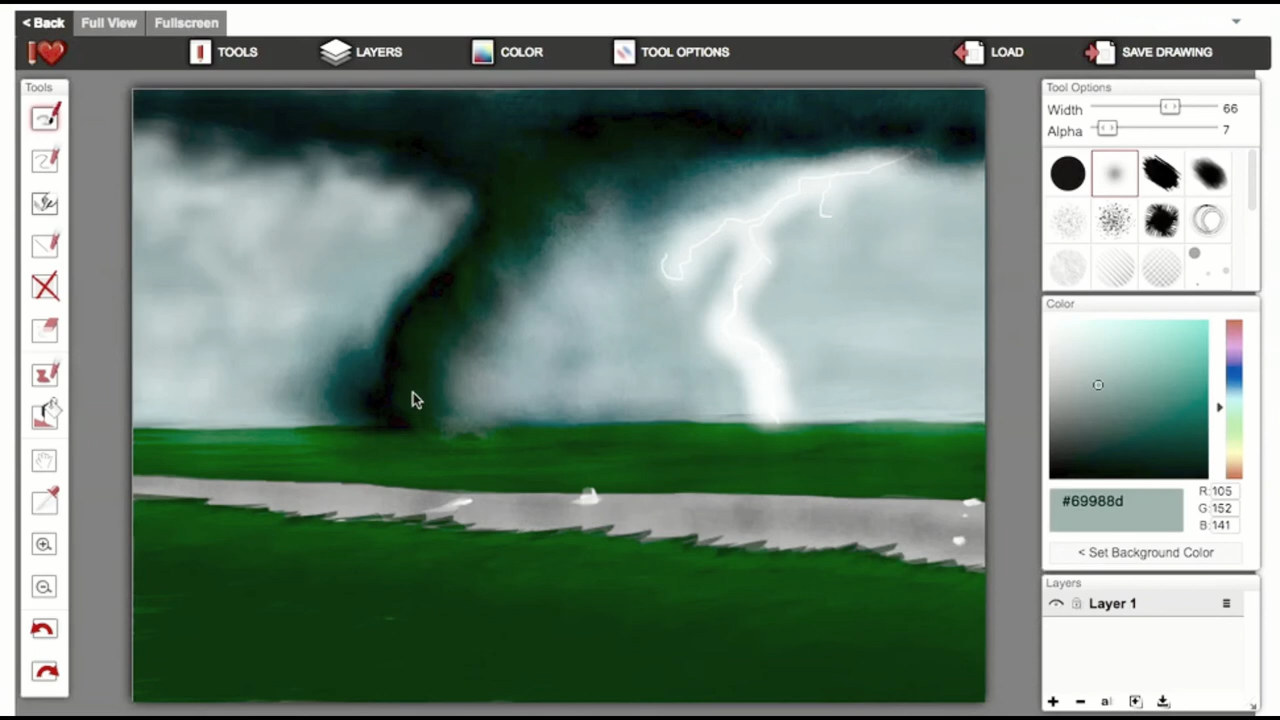 < Back Full View Fullscreen
TOOLS LAYERS COLOR TOOL OPTIONS LOAD SAVE DRAWING
Tools
Tool Options
Width 66
Alpha 7
Color
#69988d
R: 105
G: 152
B: 141
< Set Background Color
Layers
Layer 1